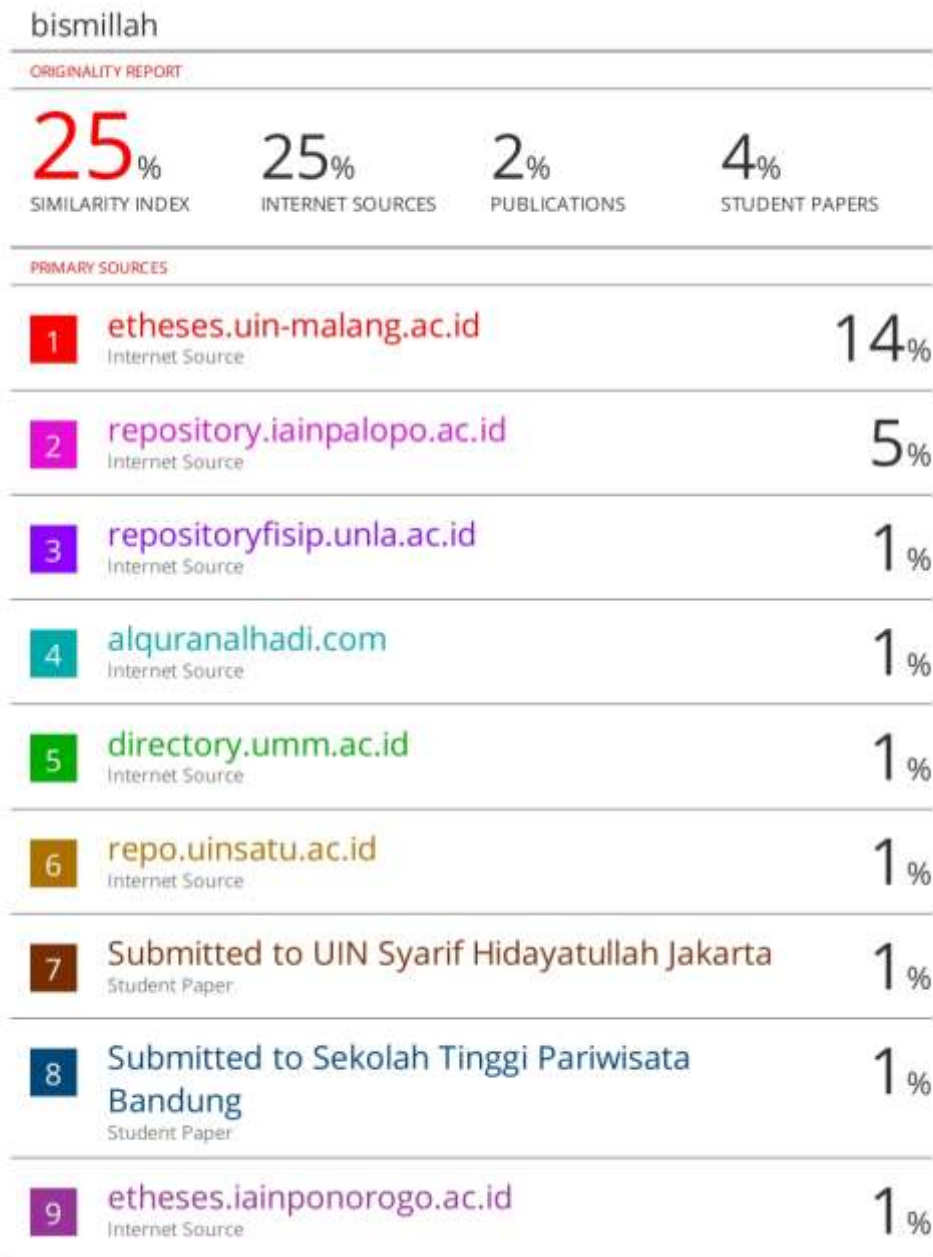 bismillah
ORIGINALITY REPORT
25% 25% 2% 4%
SIMILARITY INDEX INTERNET SOURCES PUBLICATIONS STUDENT PAPERS
PRIMARY SOURCES
1 etheses.uin-malang.ac.id 14%
Internet Source
2 repository.iainpalopo.ac.id 5%
Internet Source
3 repositoryfisip.unla.ac.id 1%
Internet Source
4 alquranalhadi.com 1%
Internet Source
5 directory.umm.ac.id 1%
Internet Source
6 repo.uinsatu.ac.id 1%
Internet Source
7 Submitted to UIN Syarif Hidayatullah Jakarta 1%
Student Paper
8 Submitted to Sekolah Tinggi Pariwisata 1%
Bandung
Student Paper
9 etheses.iainponorogo.ac.id 1%
Internet Source